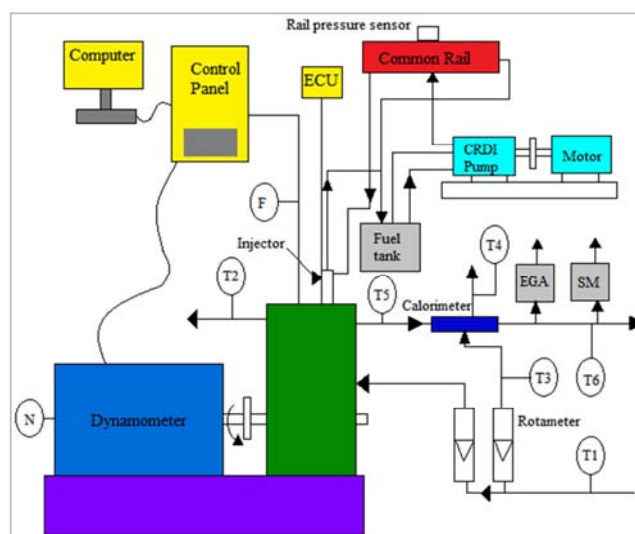 Rail pressure sensor
Computer
Control
Panel
ECU
Common Rail
CRDI
Pump
Motor
F
Fuel
tank
Injector
T2
T5
T4
EGA
SM
Calorimeter
T3
T6
N
Dynamometer
Rotameter
T1